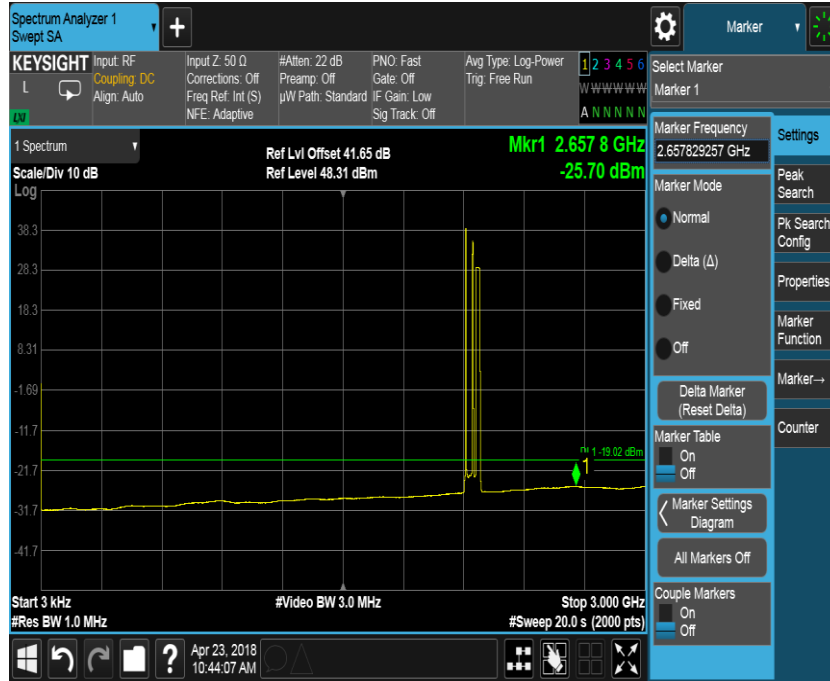 Spectrum Analyzer 1
Swept SA
+
Marker
KEYSIGHT
L
LXI
Input: RF
Coupling: DC
Align: Auto
Input Z: 50 Ω
Corrections: Off
Freq Ref: Int (S)
NFE: Adaptive
#Atten: 22 dB
Preamp: Off
µW Path: Standard
PNO: Fast
Gate: Off
IF Gain: Low
Sig Track: Off
Avg Type: Log-Power
Trig: Free Run
1 2 3 4 5 6
W W W W W W
A N N N N N
Select Marker
Marker 1
1 Spectrum
Scale/Div 10 dB
Log
Ref Lvl Offset 41.65 dB
Ref Level 48.31 dBm
Mkr1 2.657 8 GHz
-25.70 dBm
38.3
28.3
18.3
8.31
-1.69
-11.7
-21.7
-31.7
-41.7
DL1 -19.02 dBm
1
Start 3 kHz
#Res BW 1.0 MHz
#Video BW 3.0 MHz
Stop 3.000 GHz
#Sweep 20.0 s (2000 pts)
Marker Frequency
2.657829257 GHz
Marker Mode
Normal
Delta (Δ)
Fixed
Off
Delta Marker
(Reset Delta)
Marker Table
On
Off
Marker Settings
Diagram
All Markers Off
Couple Markers
On
Off
Settings
Peak
Search
Pk Search
Config
Properties
Marker
Function
Marker→
Counter
?
Apr 23, 2018
10:44:07 AM